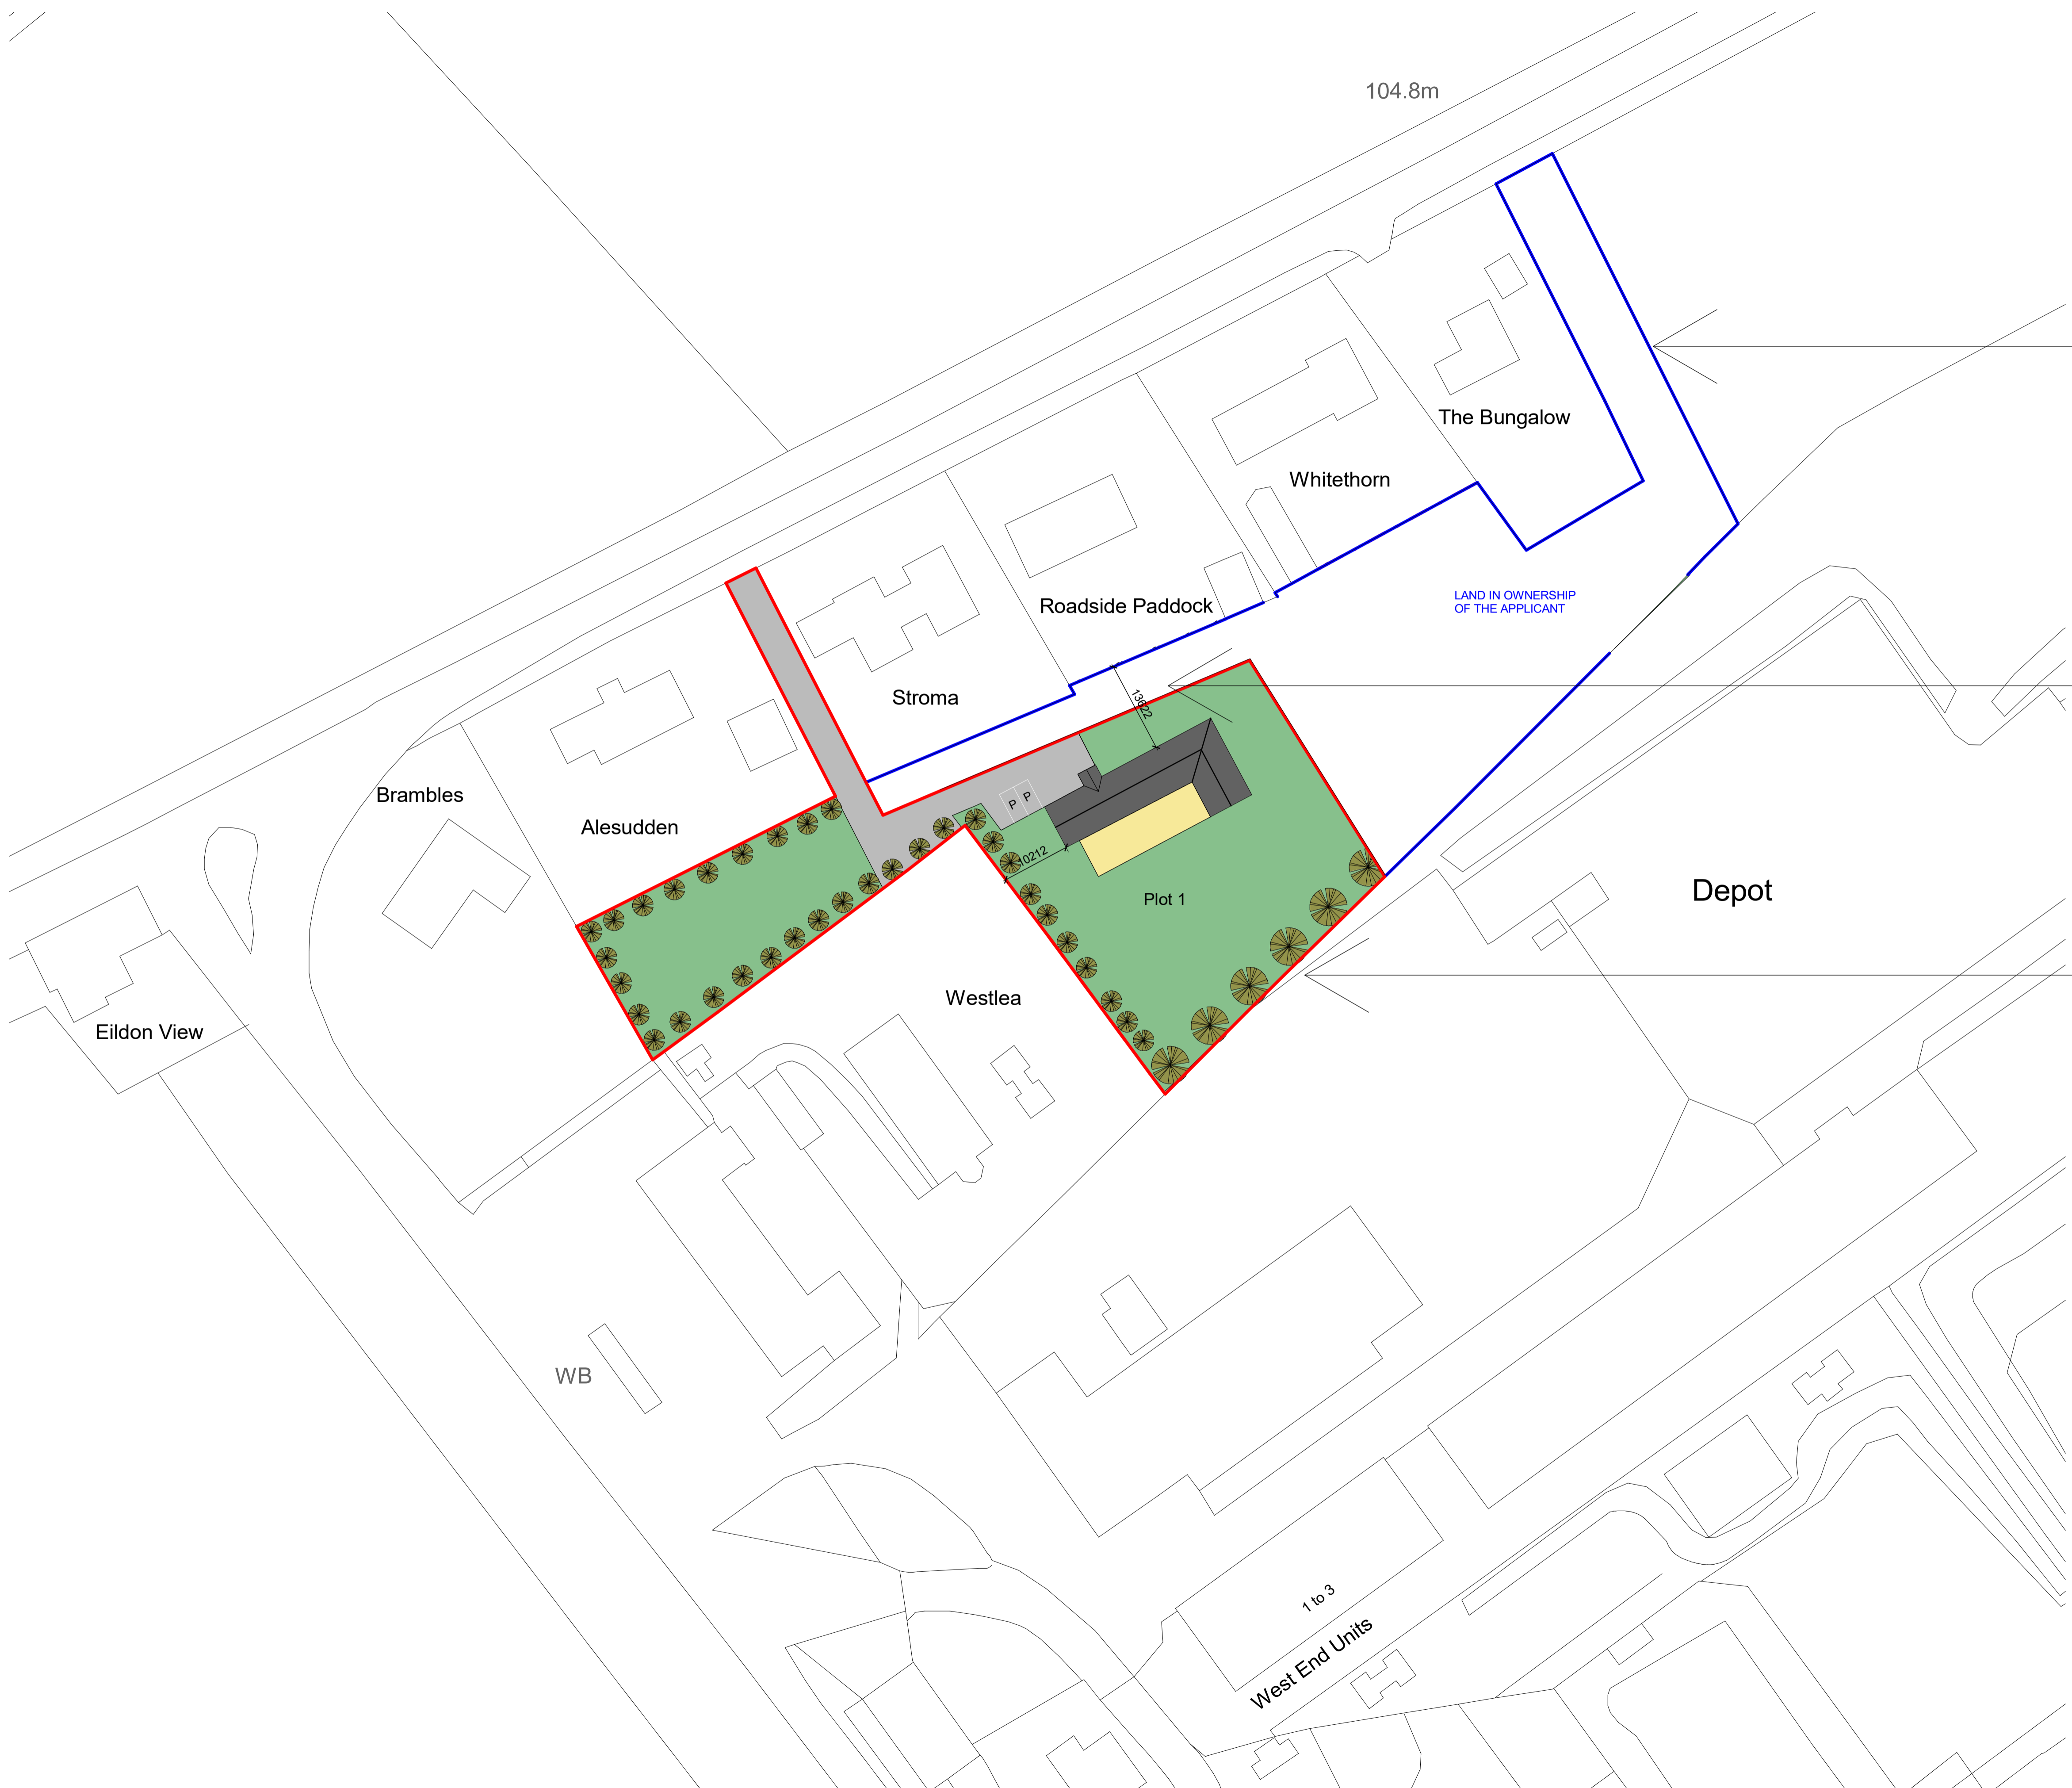 104.8m
The Bungalow
Whitethorn
LAND IN OWNERSHIP
OF THE APPLICANT
Roadside Paddock
Stroma
13622
Brambles
P P
Alesudden
10212
Depot
Plot 1
Westlea
Eildon View
WB
1 to 3
West End Units